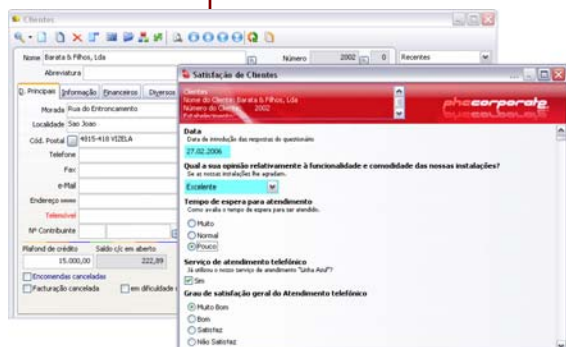 Clientes
Nome Barata & Filhos, Lda
Número 2002 0
Recentes
Abreviatura
D. Principais Informação Financeiros Diversos
Morada Rua do Entroncamento
Localidade Sao Joao
Cód. Postal 4815-418 VIZELA
Telefone
Fax
e-Mail
Endereço www
Telemóvel
Nº Contribuinte
Plafond de crédito Saldo c/c em aberto
15.000,00 222,89
Encomendas canceladas
Facturação cancelada em dificuldade
Satisfação de Clientes
Clientes
Nome do Cliente: Barata & Filhos, Lda
Número do Cliente: 2002
Estabelecimento:
phccorporate
Data
Data de introdução das respostas do questionário
27.02.2006
Qual a sua opinião relativamente à funcionalidade e comodidade das nossas instalações?
Se as nossas instalações lhe agradam.
Excelente
Tempo de espera para atendimento
Como avalia o tempo de espera para ser atendido.
Muito
Normal
Pouco
Serviço de atendimento telefónico
Já utilizou o nosso serviço de atendimento "Linha Azul"?
Sim
Grau de satisfação geral do Atendimento telefónico
Muito Bom
Bom
Satisfaz
Não Satisfaz